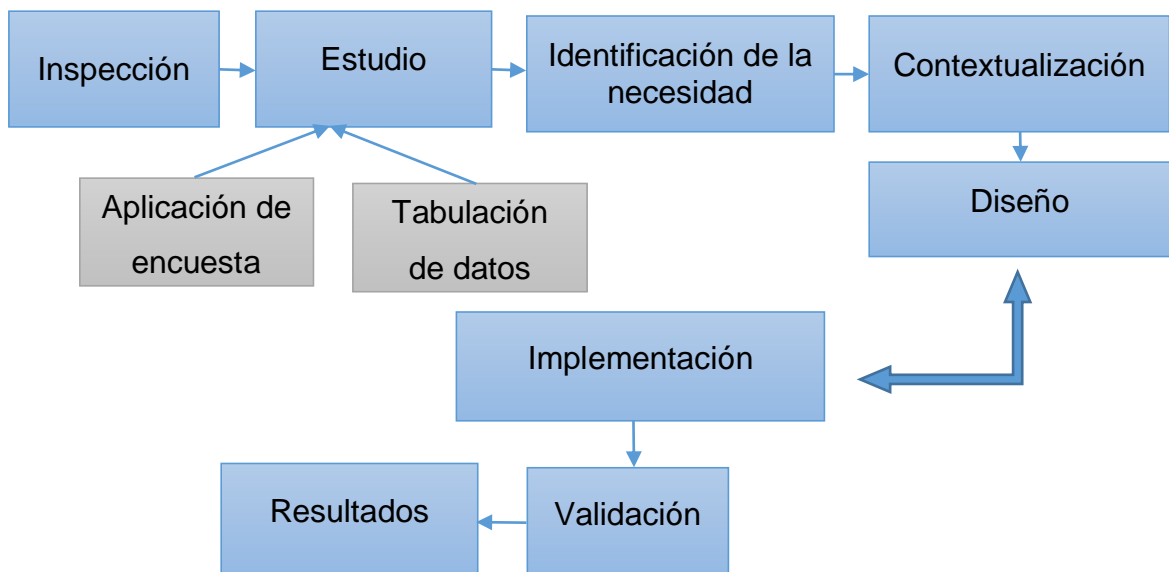 Inspección
Estudio
Identificación de la
necesidad
Contextualización
Aplicación de
encuesta
Tabulación
de datos
Diseño
Implementación
Resultados
Validación